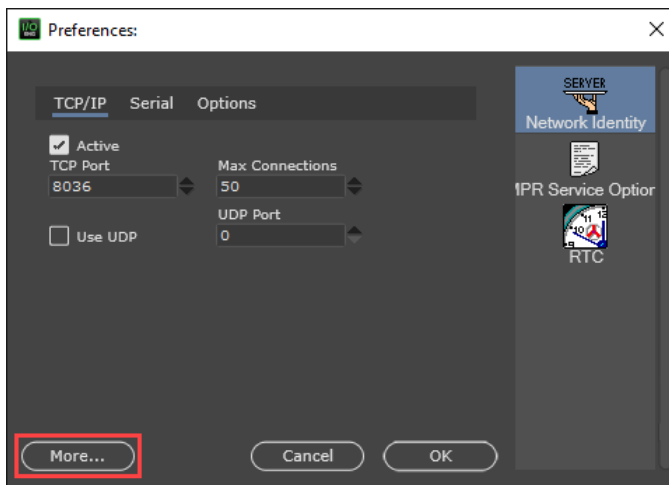 I/O
Preferences:
TCP/IP Serial Options
Active
TCP Port Max Connections
8036 50
UDP Port
Use UDP 0
SERVER
Network Identity
MPR Service Option
RTC
More... Cancel OK